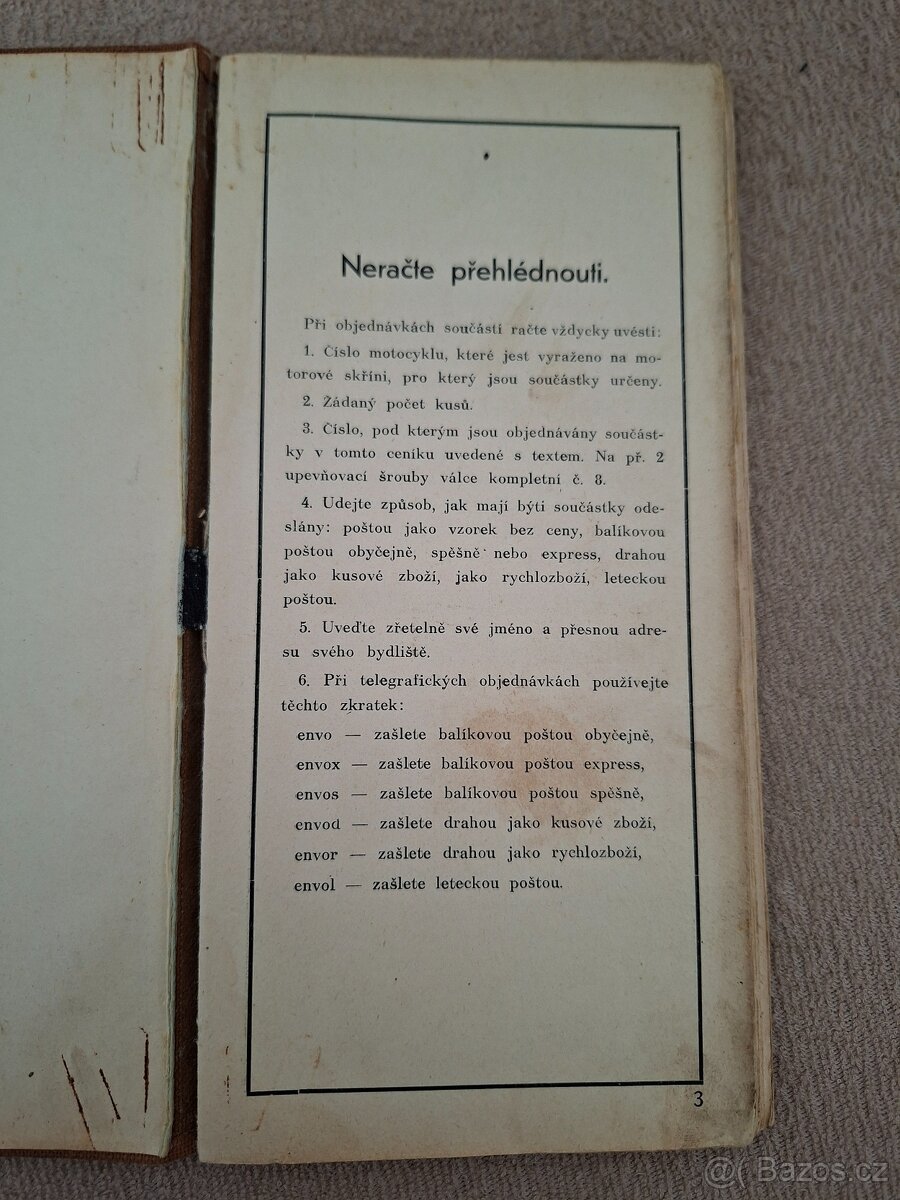 Neračte přehlédnouti.
Při objednávkách součástí račte vždycky uvésti:
1. Číslo motocyklu, které jest vyraženo na mo-
torové skříni, pro který jsou součástky určeny.
2. Žádaný počet kusů.
3. Číslo, pod kterým jsou objednávány součást-
ky v tomto ceníku uvedené s textem. Na př. 2
upevňovací šrouby válce kompletní č. 8.
4. Udejte způsob, jak mají býti součástky ode-
slány: poštou jako vzorek bez ceny, balíkovou
poštou obyčejně, spěšně nebo express, drahou
jako kusové zboží, jako rychlozboží, leteckou
poštou.
5. Uveďte zřetelně své jméno a přesnou adre-
su svého bydliště.
6. Při telegrafických objednávkách používejte
těchto zkratek:
envo — zašlete balíkovou poštou obyčejně,
envox — zašlete balíkovou poštou express,
envos — zašlete balíkovou poštou spěšně,
envod — zašlete drahou jako kusové zboží,
envor — zašlete drahou jako rychlozboží,
envol — zašlete leteckou poštou.
3
@ Bazos.cz